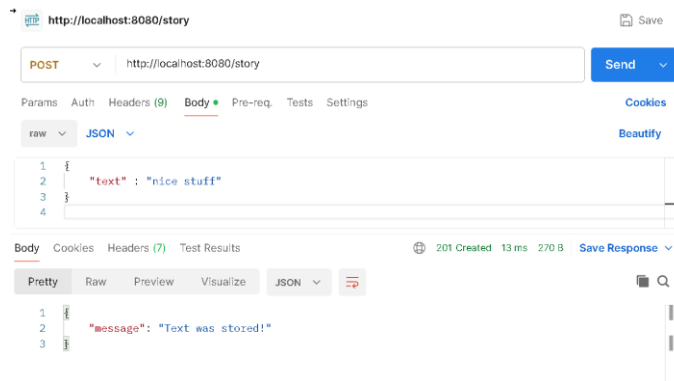 HTTP http://localhost:8080/story Save
POST http://localhost:8080/story Send
Params Auth Headers (9) Body Pre-req. Tests Settings Cookies
raw JSON Beautify
1 {
2 "text" : "nice stuff"
3 }
4
Body Cookies Headers (7) Test Results 201 Created 13 ms 270 B Save Response
Pretty Raw Preview Visualize JSON
1 {
2 "message": "Text was stored!"
3 }